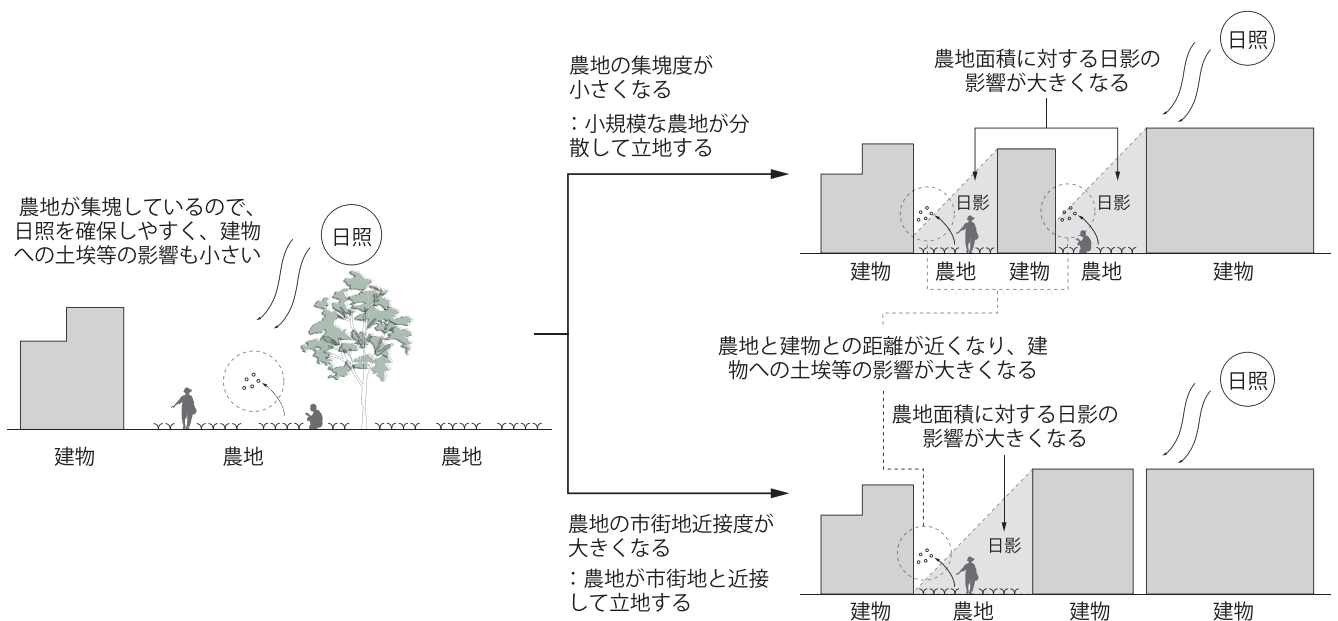 農地が集塊しているので、
日照を確保しやすく、建物
への土埃等の影響も小さい
日照
建物
農地
農地
農地の集塊度が
小さくなる
：小規模な農地が分
散して立地する
農地面積に対する日影の
影響が大きくなる
日照
日影
日影
建物
農地
建物
農地
建物
農地と建物との距離が近くなり、建
物への土埃等の影響が大きくなる
農地の市街地近接度が
大きくなる
：農地が市街地と近接
して立地する
農地面積に対する日影の
影響が大きくなる
日照
日影
建物
農地
建物
建物